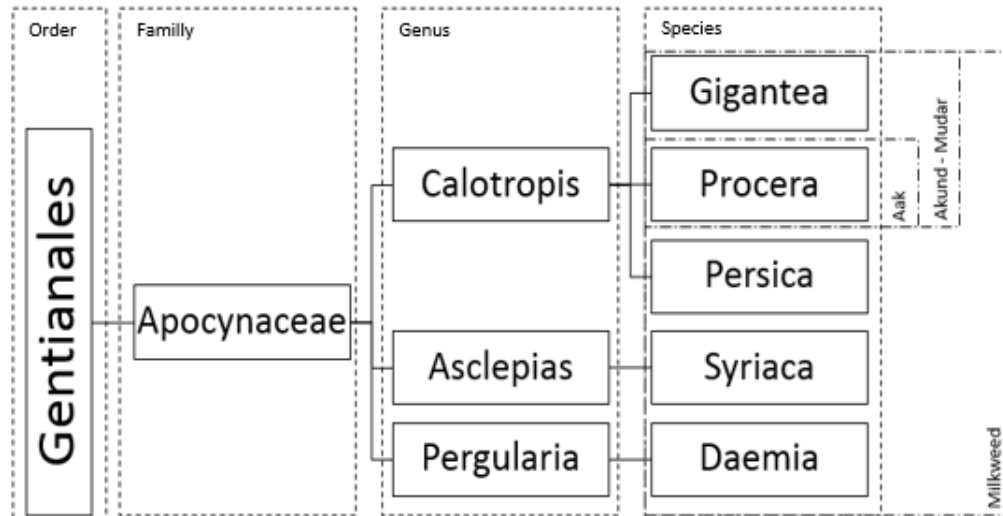 Order
Familly
Genus
Species
Gentianales
Apocynaceae
Calotropis
Asclepias
Pergularia
Gigantea
Procera
Persica
Syriaca
Daemia
Aak
Akund - Mudar
Milkweed